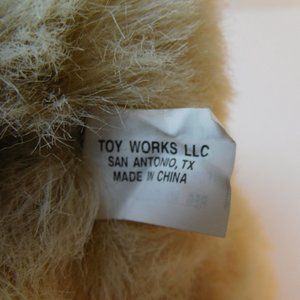 TOY WORKS LLC
SAN ANTONIO, TX
MADE IN CHINA